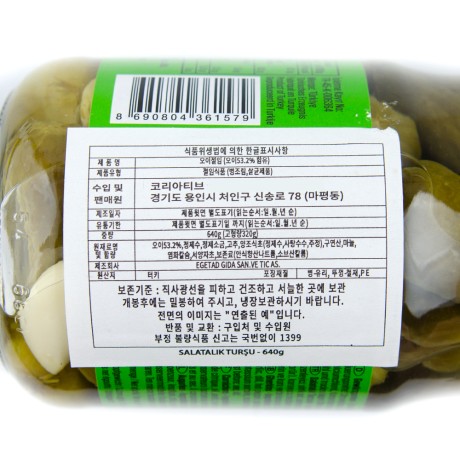 8 690804 361579
식품위생법에 의한 한글표시사항
제 품 명 오이절임 (오이53.2% 함유)
제품유형 절임식품 (병조림,살균제품)
수입 및 판매원 코리아티브
경기도 용인시 처인구 신송로 78 (마평동)
제조일자 제품윗면 별도표기(읽는순서:일,월,년 순)
유통기한 제품윗면 별도표기일 까지(읽는순서:일,월,년 순)
중량 640g (고형량320g)
원재료명 및 함량 오이53.2%,정제수,정제소금,고추,양조식초(정제수,사탕수수,주정),구연산,마늘,
염화칼슘,서양자초,보존료(안식향산나트륨,소브산칼륨)
제조회사 EGETAD GIDA SAN.VE TIC AS.
원산지 터키 포장재질 병-유리, 뚜껑-철재,PE
보존기준 : 직사광선을 피하고 건조하고 서늘한 곳에 보관
개봉후에는 밀봉하여 주시고, 냉장보관하시기 바랍니다.
전면의 이미지는 "연출된 예"입니다.
반품 및 교환 : 구입처 및 수입원
부정 불량식품 신고는 국번없이 1399
SALATALIK TURŞU - 640g